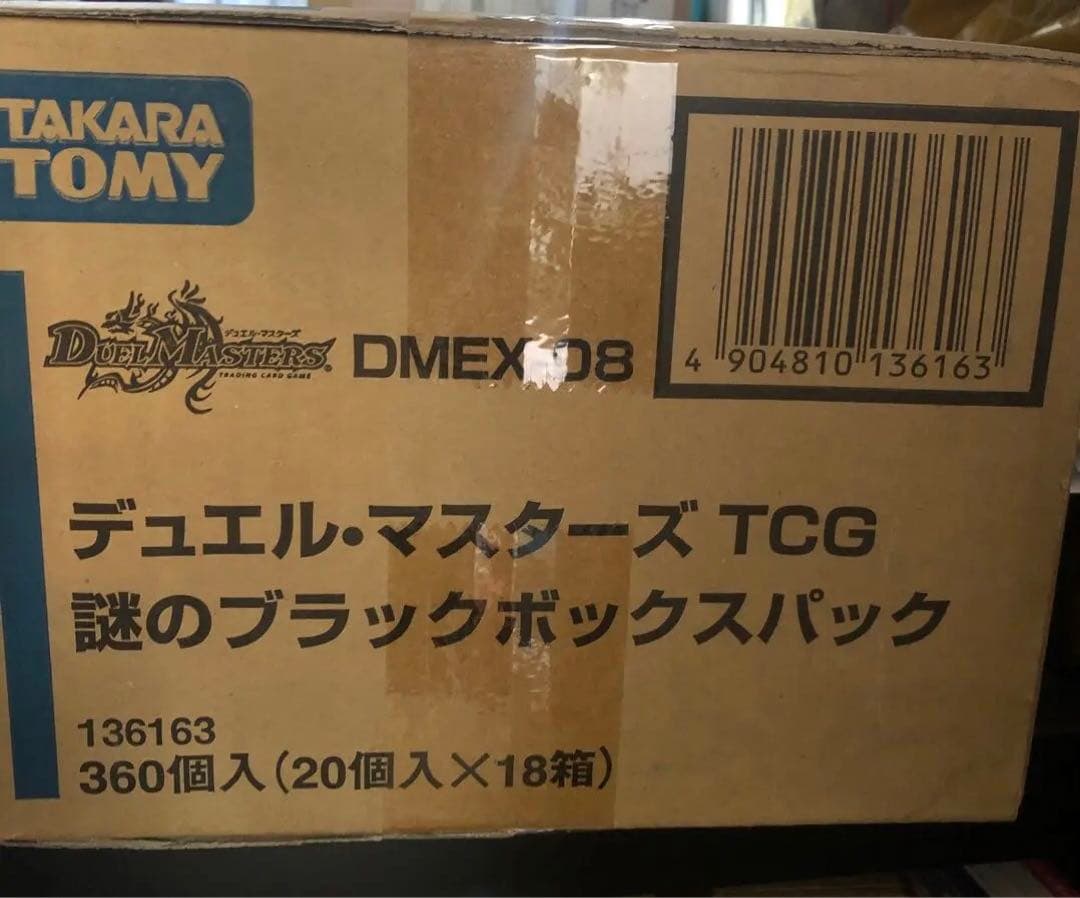 TAKARA
TOMY
デュエル・マスターズ
DUEL MASTERS
TRADING CARD GAME
DMEX-08
4 904810 136163
デュエル・マスターズ TCG
謎のブラックボックスパック
136163
360個入(20個入×18箱)